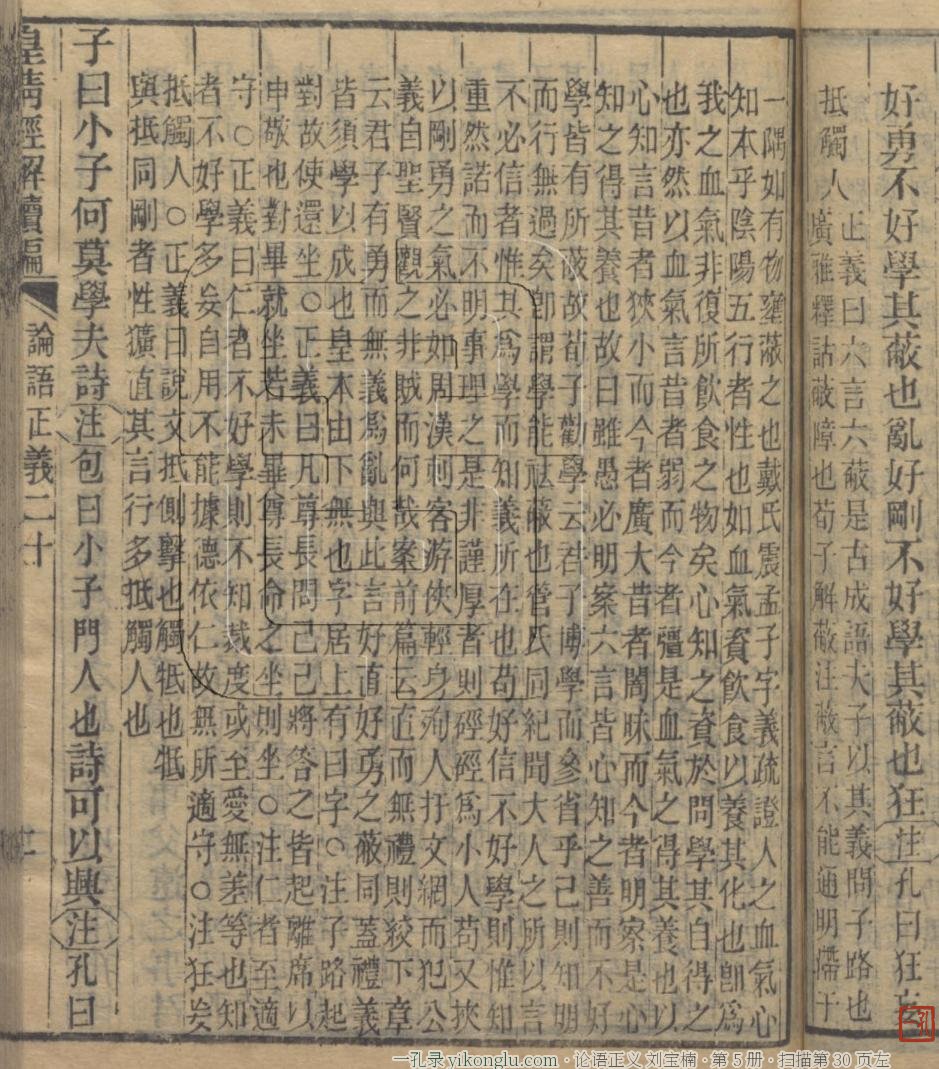 好勇不好學其蔽也亂好剛不好學其蔽也狂注孔曰狂妄
抵觸人
正義曰六言六蔽是古成語夫子以其義問子路也
廣雅釋詁蔽障也荀子解蔽注蔽言不能通明滯于
一隅如有物壅蔽之也戴氏震孟子字義疏證人之血氣心
知本乎陰陽五行者性也如血氣資飲食以養其化也卽爲
我之血氣非復所飲食之物矣心知之資於問學其自得之
也亦然以血氣言昔者弱而今者彊是血氣之得其養也以
心知言昔者狹小而今者廣大昔者闇昧而今者明察是心
知之得其養也故曰雖愚必明案六言皆心知之善而不好
學皆有所蔽故荀子勸學云君子博學而參省乎己則知明
而行無過矣卽謂學能祛蔽也管氏同紀聞大人之所以言
不必信者惟其爲學而知義所在也苟好信不好學則惟知
重然諾而不明事理之是非謹厚者則硜硜爲小人苟又挾
以剛勇之氣必如周漢刺客游俠輕身殉人扞文網而犯公
義自聖賢觀之非賊而何哉案前篇云直而無禮則絞下章
云君子有勇而無義爲亂與此言好直好勇之蔽同蓋禮義
皆須學以成也皇本由下無也字居上有曰字○注子路起
對故使還坐○正義曰凡尊長問己己將答之皆起離席以
申敬也對畢就坐若未畢尊長命之坐則坐○注仁者至適
守○正義曰仁者不好學則不知裁度或至愛無差等也知
者不好學多妄自用不能據德依仁故無所適守○注狂妄
抵觸人○正義曰說文抵側擊也觸牴也牴
與抵同剛者性獷直其言行多抵觸人也
子曰小子何莫學夫詩注包曰小子門人也詩可以興注孔曰
皇清經解續編 論語正義二十
一孔录 yikonglu.com · 论语正义 刘宝楠 · 第 5 册 · 扫描第 30 页左